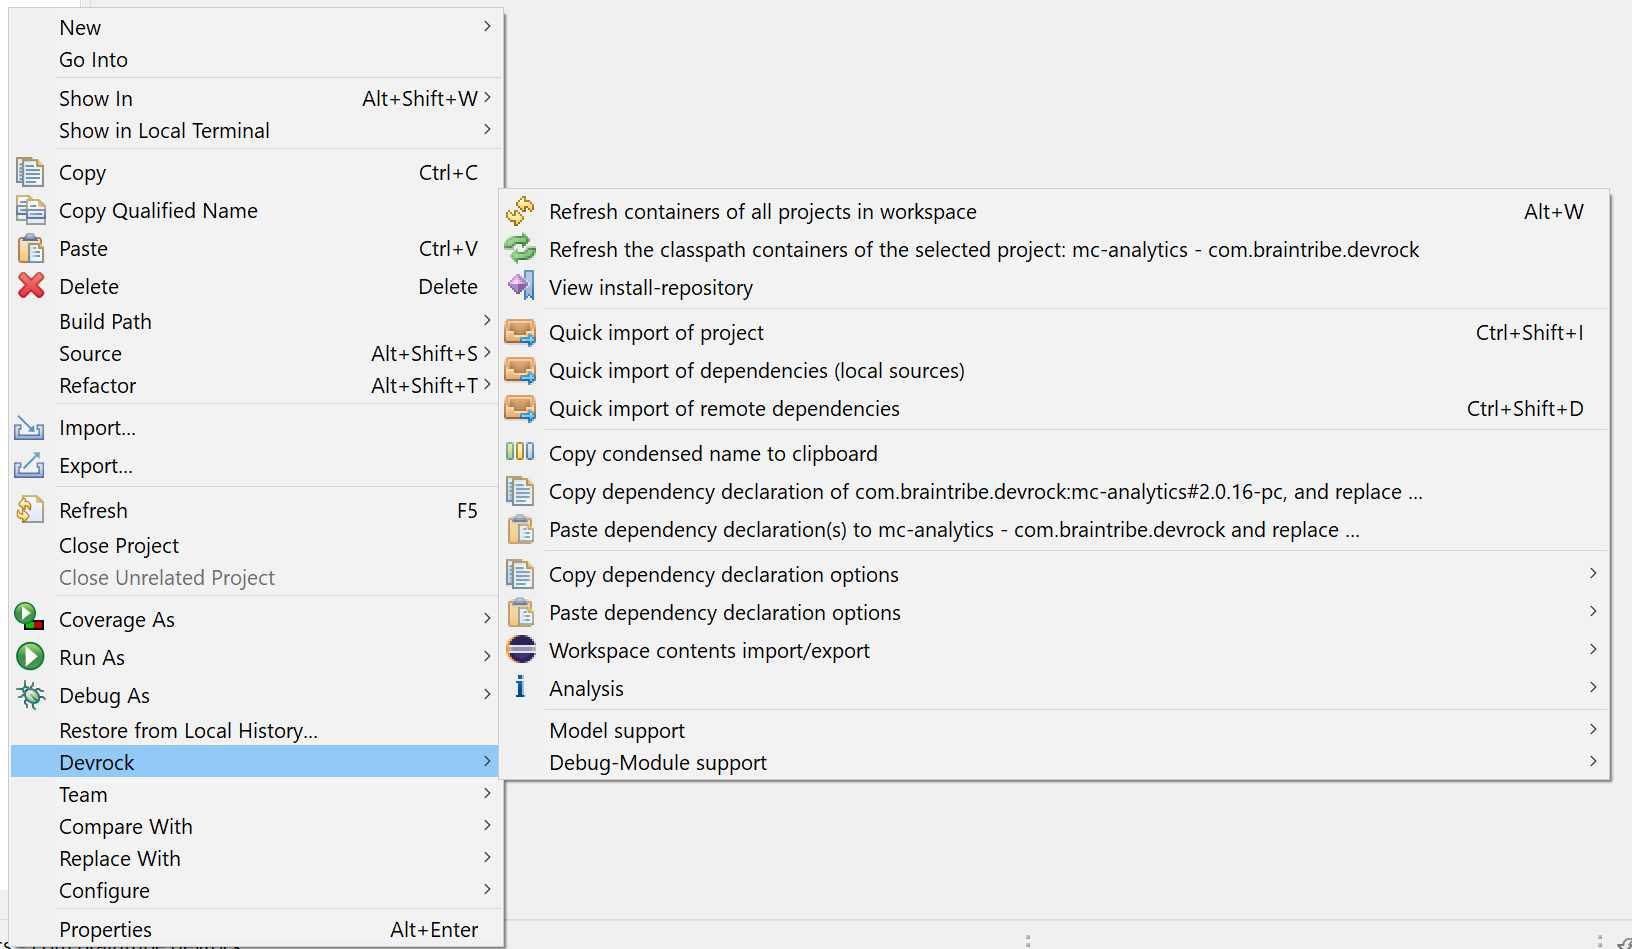 New
Go Into
Show In Alt+Shift+W
Show in Local Terminal
Copy Ctrl+C
Copy Qualified Name
Paste Ctrl+V
Delete Delete
Build Path
Source Alt+Shift+S
Refactor Alt+Shift+T
Import...
Export...
Refresh F5
Close Project
Close Unrelated Project
Coverage As
Run As
Debug As
Restore from Local History...
Devrock
Team
Compare With
Replace With
Configure
Properties Alt+Enter
Refresh containers of all projects in workspace Alt+W
Refresh the classpath containers of the selected project: mc-analytics - com.braintribe.devrock
View install-repository
Quick import of project Ctrl+Shift+I
Quick import of dependencies (local sources)
Quick import of remote dependencies Ctrl+Shift+D
Copy condensed name to clipboard
Copy dependency declaration of com.braintribe.devrock:mc-analytics#2.0.16-pc, and replace ...
Paste dependency declaration(s) to mc-analytics - com.braintribe.devrock and replace ...
Copy dependency declaration options
Paste dependency declaration options
Workspace contents import/export
Analysis
Model support
Debug-Module support